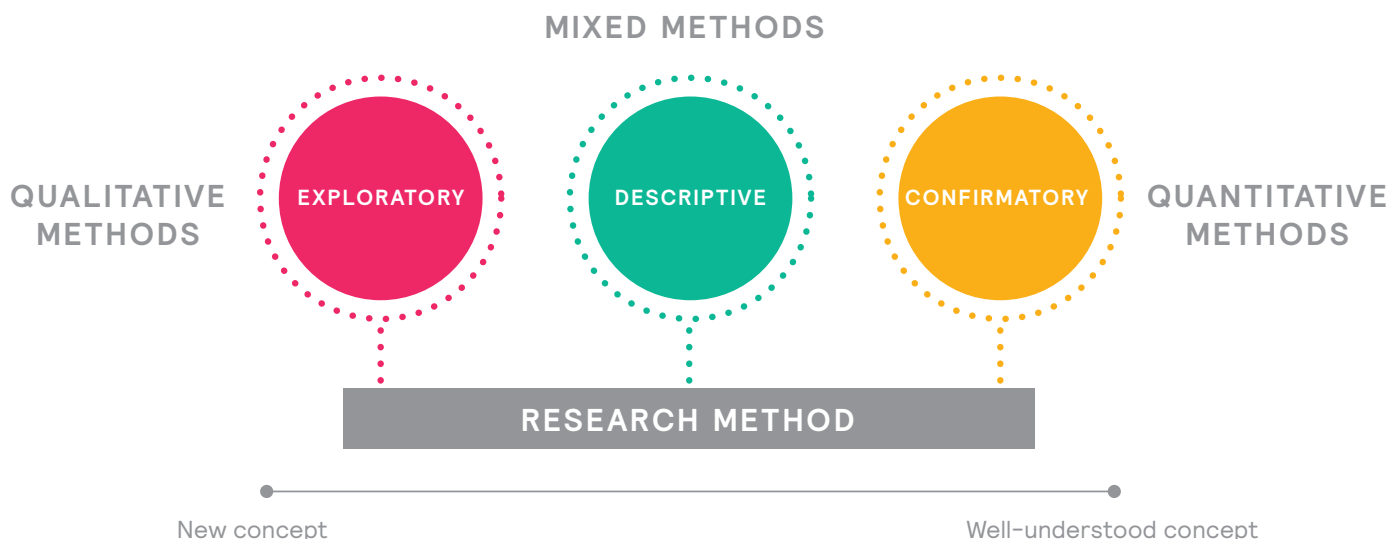 MIXED METHODS
QUALITATIVE
METHODS
EXPLORATORY
DESCRIPTIVE
CONFIRMATORY
QUANTITATIVE
METHODS
RESEARCH METHOD
New concept
Well-understood concept